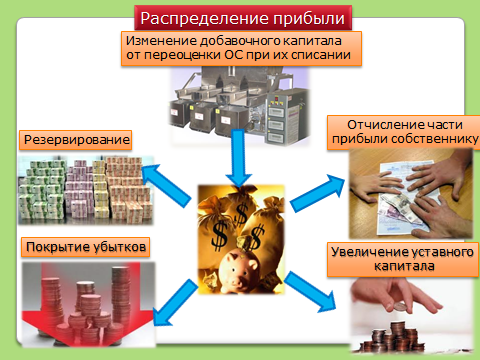 Распределение прибыли
Изменение добавочного капитала
от переоценки ОС при их списании
Резервирование
Отчисление части
прибыли собственнику
Покрытие убытков
Увеличение уставного
капитала
$
$
$